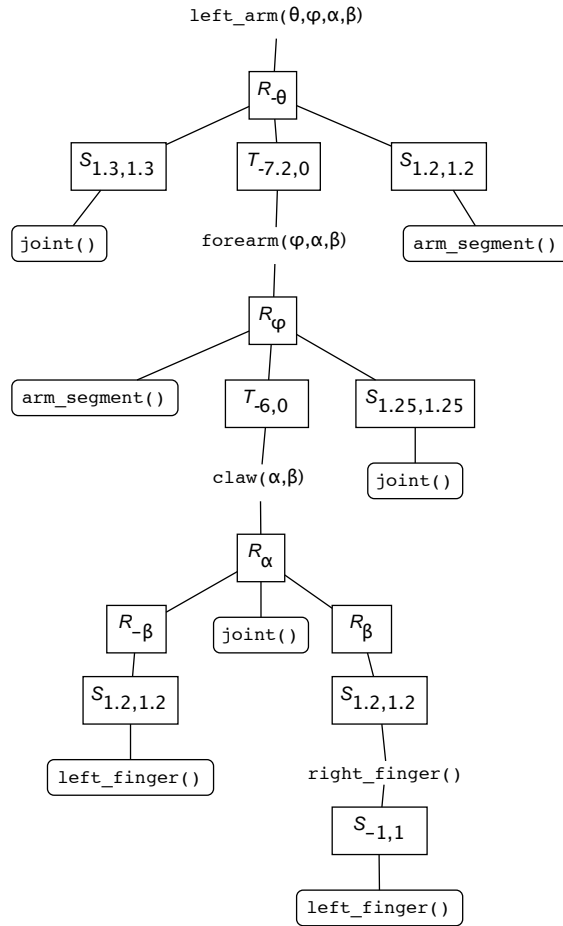 left_arm(θ,φ,α,β)
R-θ
S1.3,1.3
T-7.2,0
S1.2,1.2
joint()
forearm(φ,α,β)
arm_segment()
Rφ
arm_segment()
T-6,0
S1.25,1.25
claw(α,β)
joint()
Rα
R-β
joint()
Rβ
S1.2,1.2
S1.2,1.2
left_finger()
right_finger()
S-1,1
left_finger()